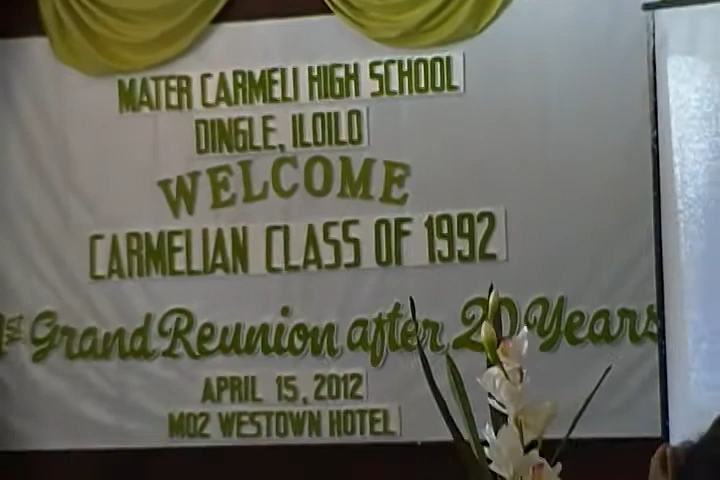 MATER CARMELI HIGH SCHOOL
DINGLE, ILOILO
WELCOME
CARMELIAN CLASS OF 1992
Grand Reunion after 20 Years
APRIL 15, 2012
MO2 WESTOWN HOTEL